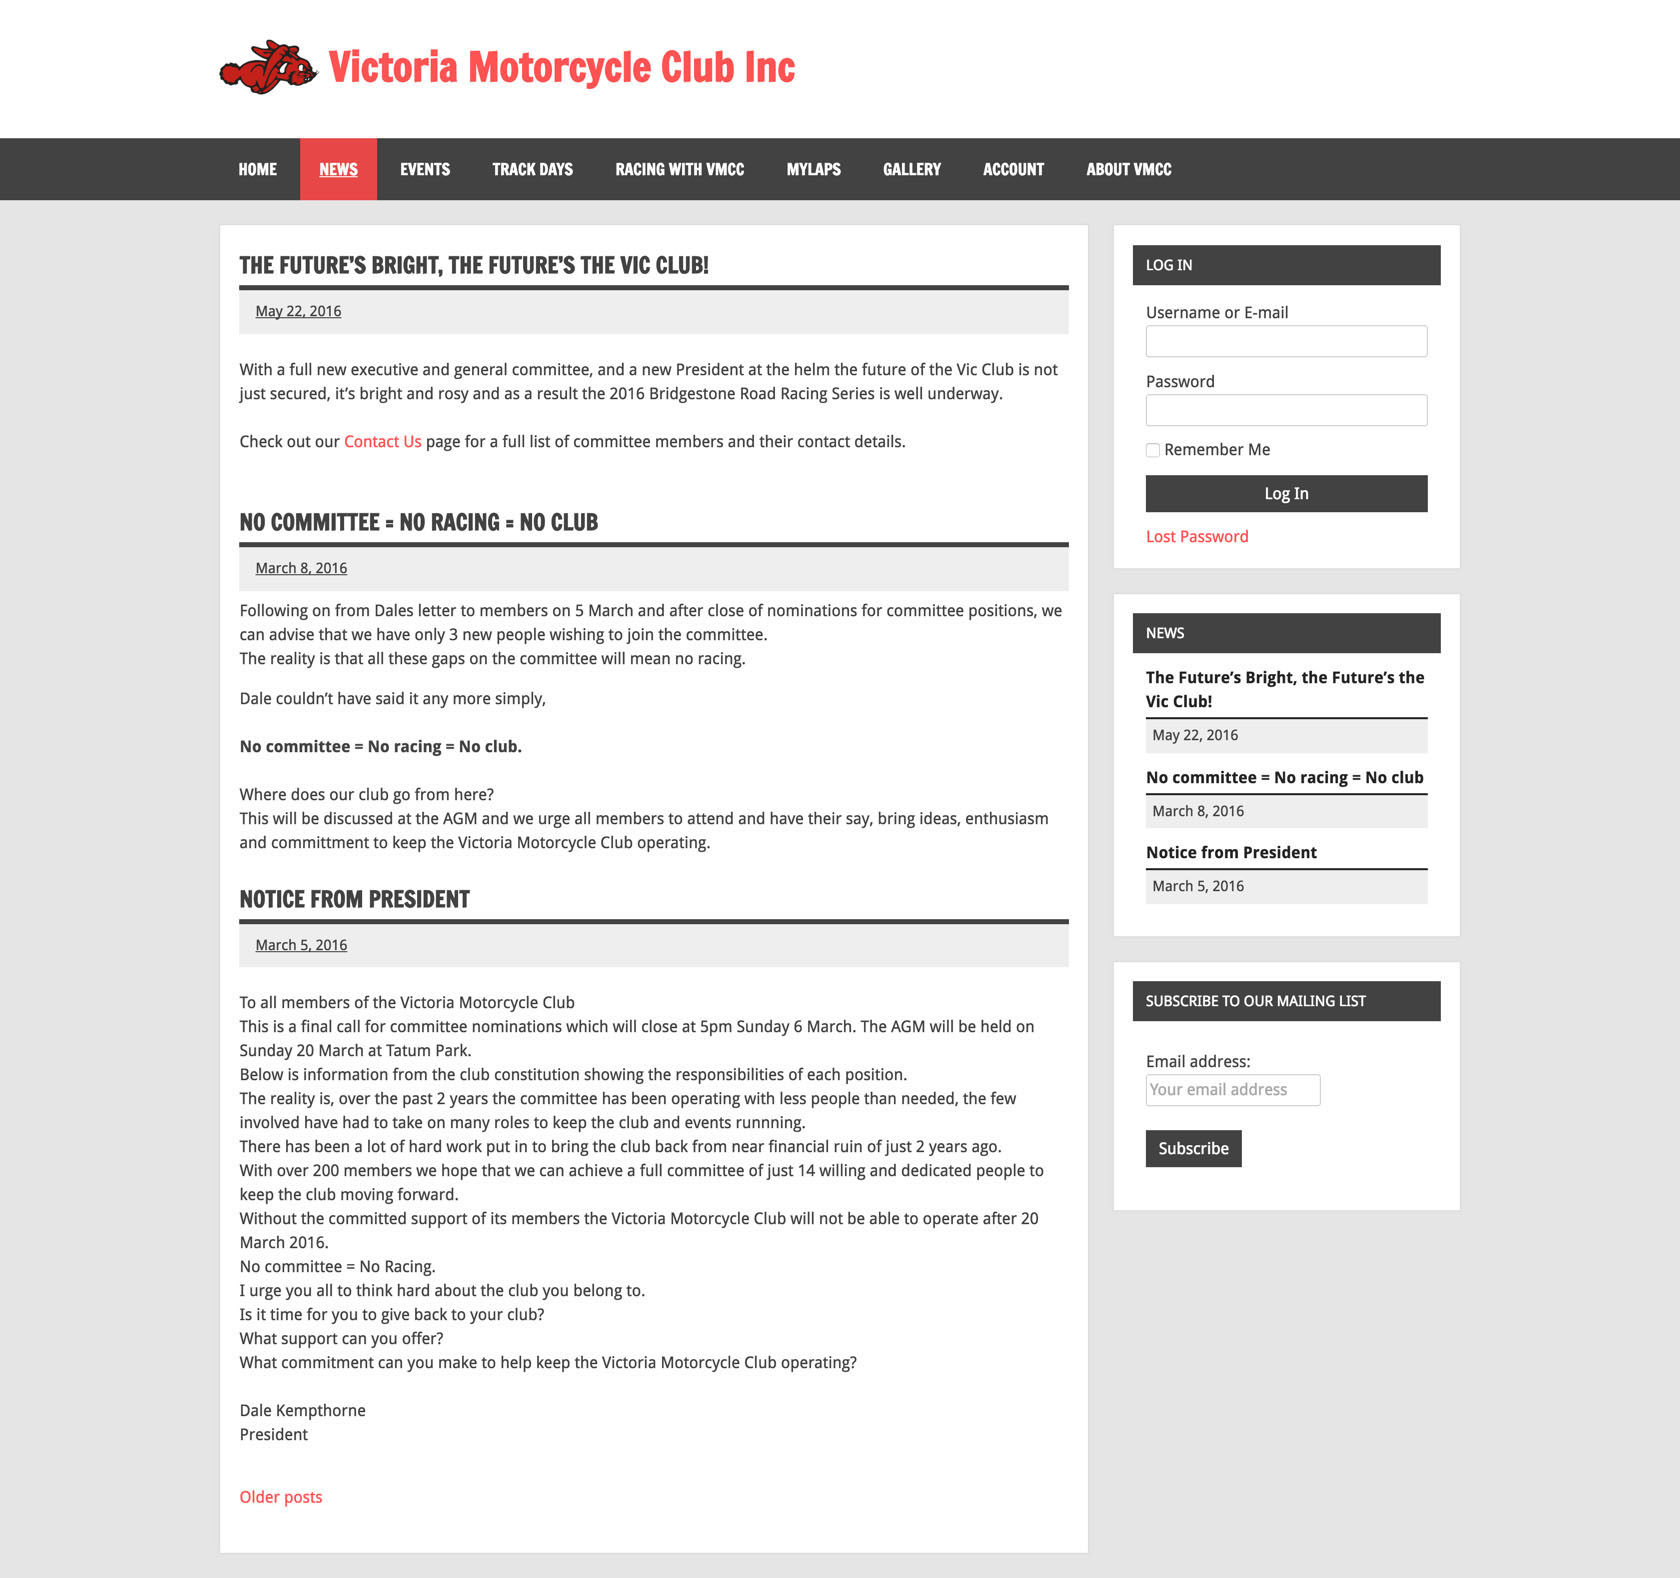 Victoria Motorcycle Club Inc
HOME NEWS EVENTS TRACK DAYS RACING WITH VMCC MYLAPS GALLERY ACCOUNT ABOUT VMCC
THE FUTURE’S BRIGHT, THE FUTURE’S THE VIC CLUB!
May 22, 2016
With a full new executive and general committee, and a new President at the helm the future of the Vic Club is not
just secured, it’s bright and rosy and as a result the 2016 Bridgestone Road Racing Series is well underway.
Check out our Contact Us page for a full list of committee members and their contact details.
NO COMMITTEE = NO RACING = NO CLUB
March 8, 2016
Following on from Dales letter to members on 5 March and after close of nominations for committee positions, we
can advise that we have only 3 new people wishing to join the committee.
The reality is that all these gaps on the committee will mean no racing.
Dale couldn’t have said it any more simply,
No committee = No racing = No club.
Where does our club go from here?
This will be discussed at the AGM and we urge all members to attend and have their say, bring ideas, enthusiasm
and committment to keep the Victoria Motorcycle Club operating.
NOTICE FROM PRESIDENT
March 5, 2016
To all members of the Victoria Motorcycle Club
This is a final call for committee nominations which will close at 5pm Sunday 6 March. The AGM will be held on
Sunday 20 March at Tatum Park.
Below is information from the club constitution showing the responsibilities of each position.
The reality is, over the past 2 years the committee has been operating with less people than needed, the few
involved have had to take on many roles to keep the club and events runnning.
There has been a lot of hard work put in to bring the club back from near financial ruin of just 2 years ago.
With over 200 members we hope that we can achieve a full committee of just 14 willing and dedicated people to
keep the club moving forward.
Without the committed support of its members the Victoria Motorcycle Club will not be able to operate after 20
March 2016.
No committee = No Racing.
I urge you all to think hard about the club you belong to.
Is it time for you to give back to your club?
What support can you offer?
What commitment can you make to help keep the Victoria Motorcycle Club operating?
Dale Kempthorne
President
Older posts
LOG IN
Username or E-mail
Password
Remember Me
Log In
Lost Password
NEWS
The Future’s Bright, the Future’s the
Vic Club!
May 22, 2016
No committee = No racing = No club
March 8, 2016
Notice from President
March 5, 2016
SUBSCRIBE TO OUR MAILING LIST
Email address:
Your email address
Subscribe